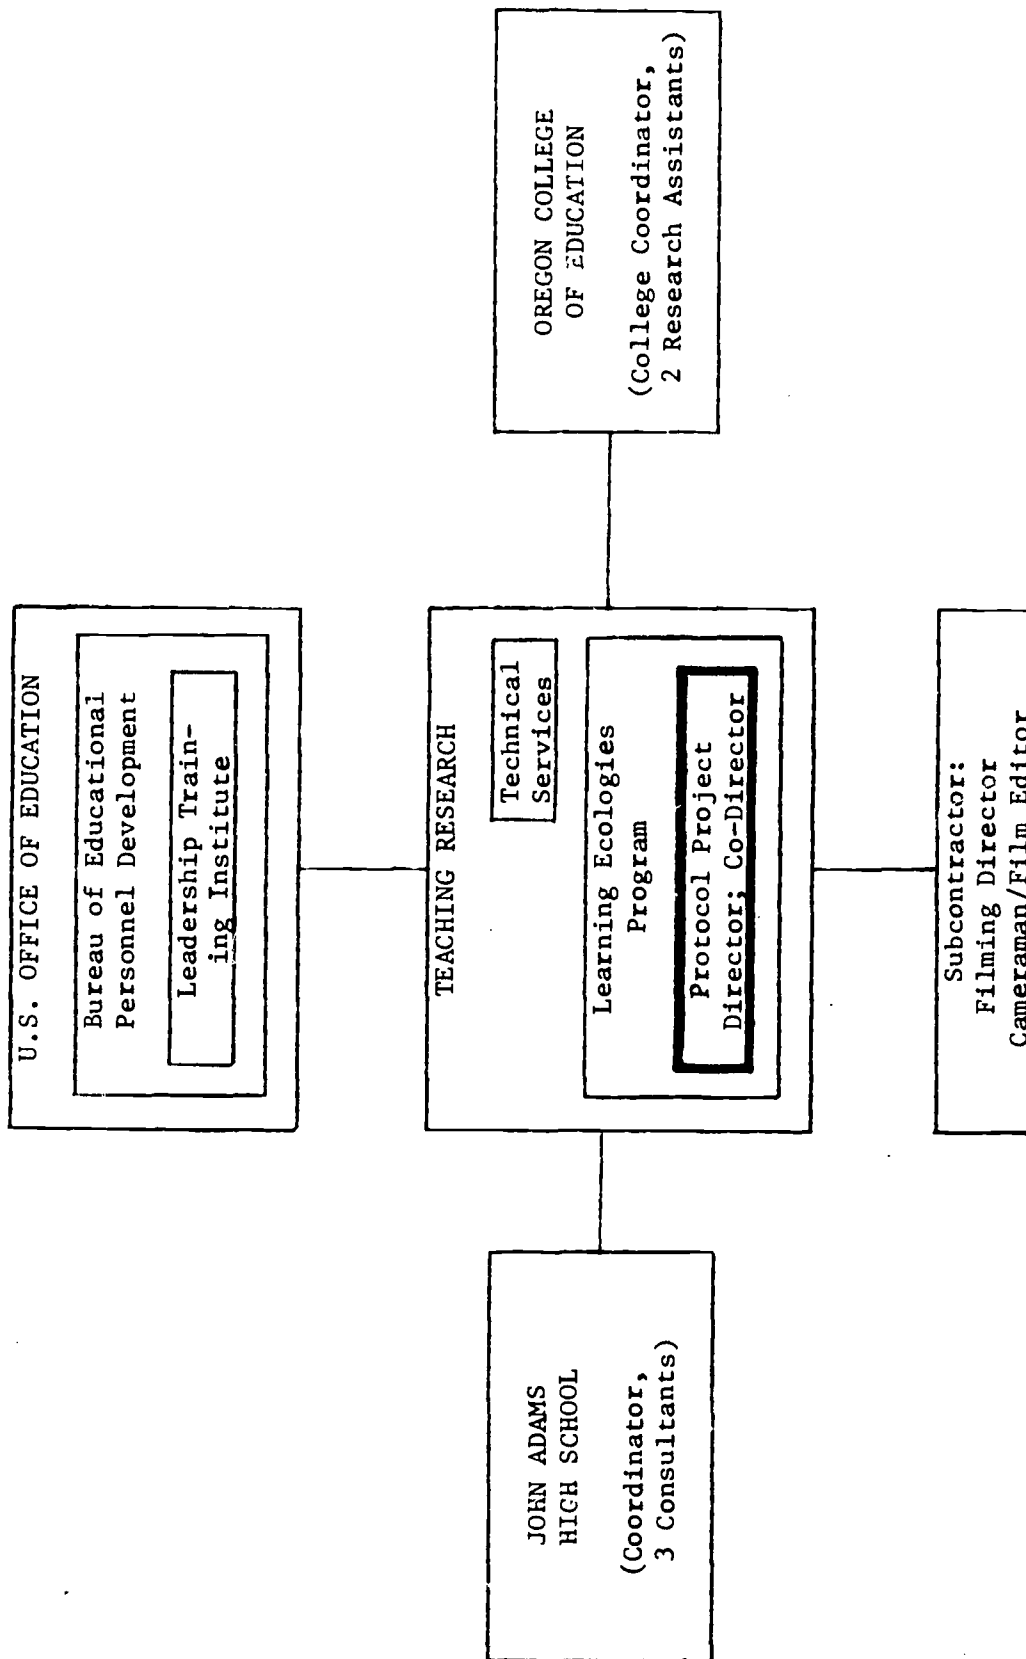 U.S. OFFICE OF EDUCATION
Bureau of Educational
Personnel Development
Leadership Train-
ing Institute
JOHN ADAMS
HIGH SCHOOL
(Coordinator,
3 Consultants)
TEACHING RESEARCH
Technical
Services
Learning Ecologies
Program
Protocol Project
Director; Co-Director
OREGON COLLEGE
OF EDUCATION
(College Coordinator,
2 Research Assistants)
Subcontractor:
Filming Director
Cameraman/Film Editor